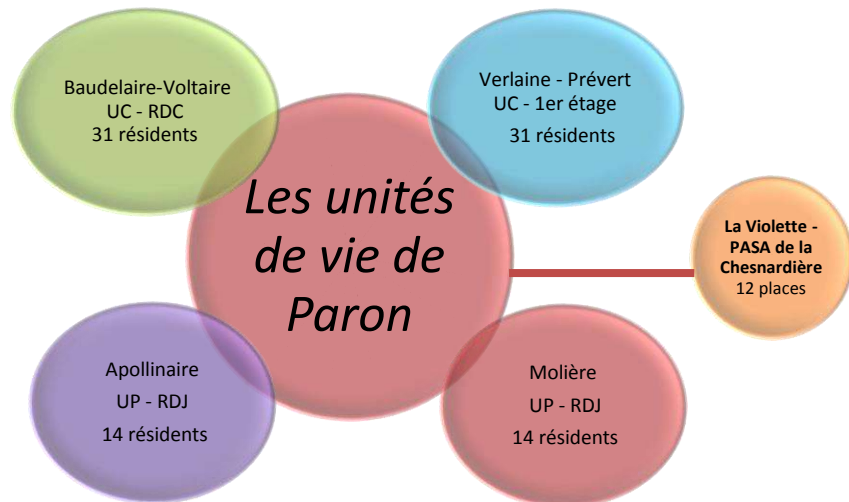 Baudelaire-Voltaire
UC - RDC
31 résidents
Verlaine - Prévert
UC - 1er étage
31 résidents
Les unités
de vie de
Paron
La Violette -
PASA de la
Chesnardière
12 places
Apollinaire
UP - RDJ
14 résidents
Molière
UP - RDJ
14 résidents